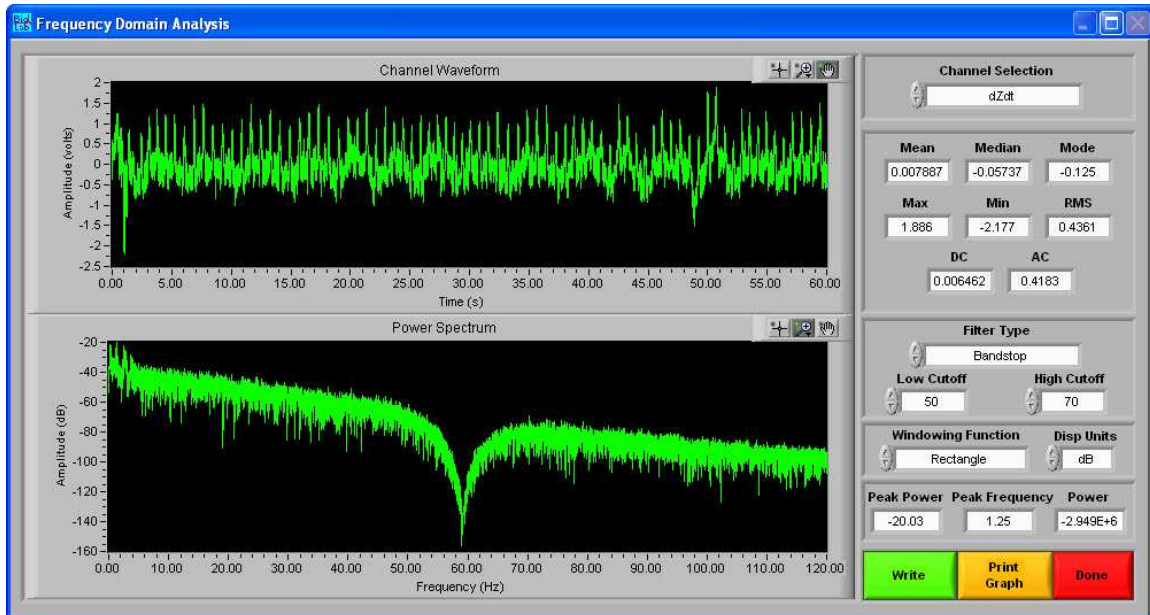 BioLab
Frequency Domain Analysis
Channel Waveform
2
1.5
1
0.5
0
-0.5
-1
-1.5
-2
-2.5
Amplitude (volts)
0.00 5.00 10.00 15.00 20.00 25.00 30.00 35.00 40.00 45.00 50.00 55.00 60.00
Time (s)
Power Spectrum
-20
-40
-60
-80
-100
-120
-140
-160
Amplitude (dB)
0.00 10.00 20.00 30.00 40.00 50.00 60.00 70.00 80.00 90.00 100.00 110.00 120.00
Frequency (Hz)
Channel Selection
dZdt
Mean Median Mode
0.007887 -0.05737 -0.125
Max Min RMS
1.886 -2.177 0.4361
DC AC
0.006462 0.4183
Filter Type
Bandstop
Low Cutoff High Cutoff
50 70
Windowing Function Disp Units
Rectangle dB
Peak Power Peak Frequency Power
-20.03 1.25 -2.949E+6
Write Print Graph Done